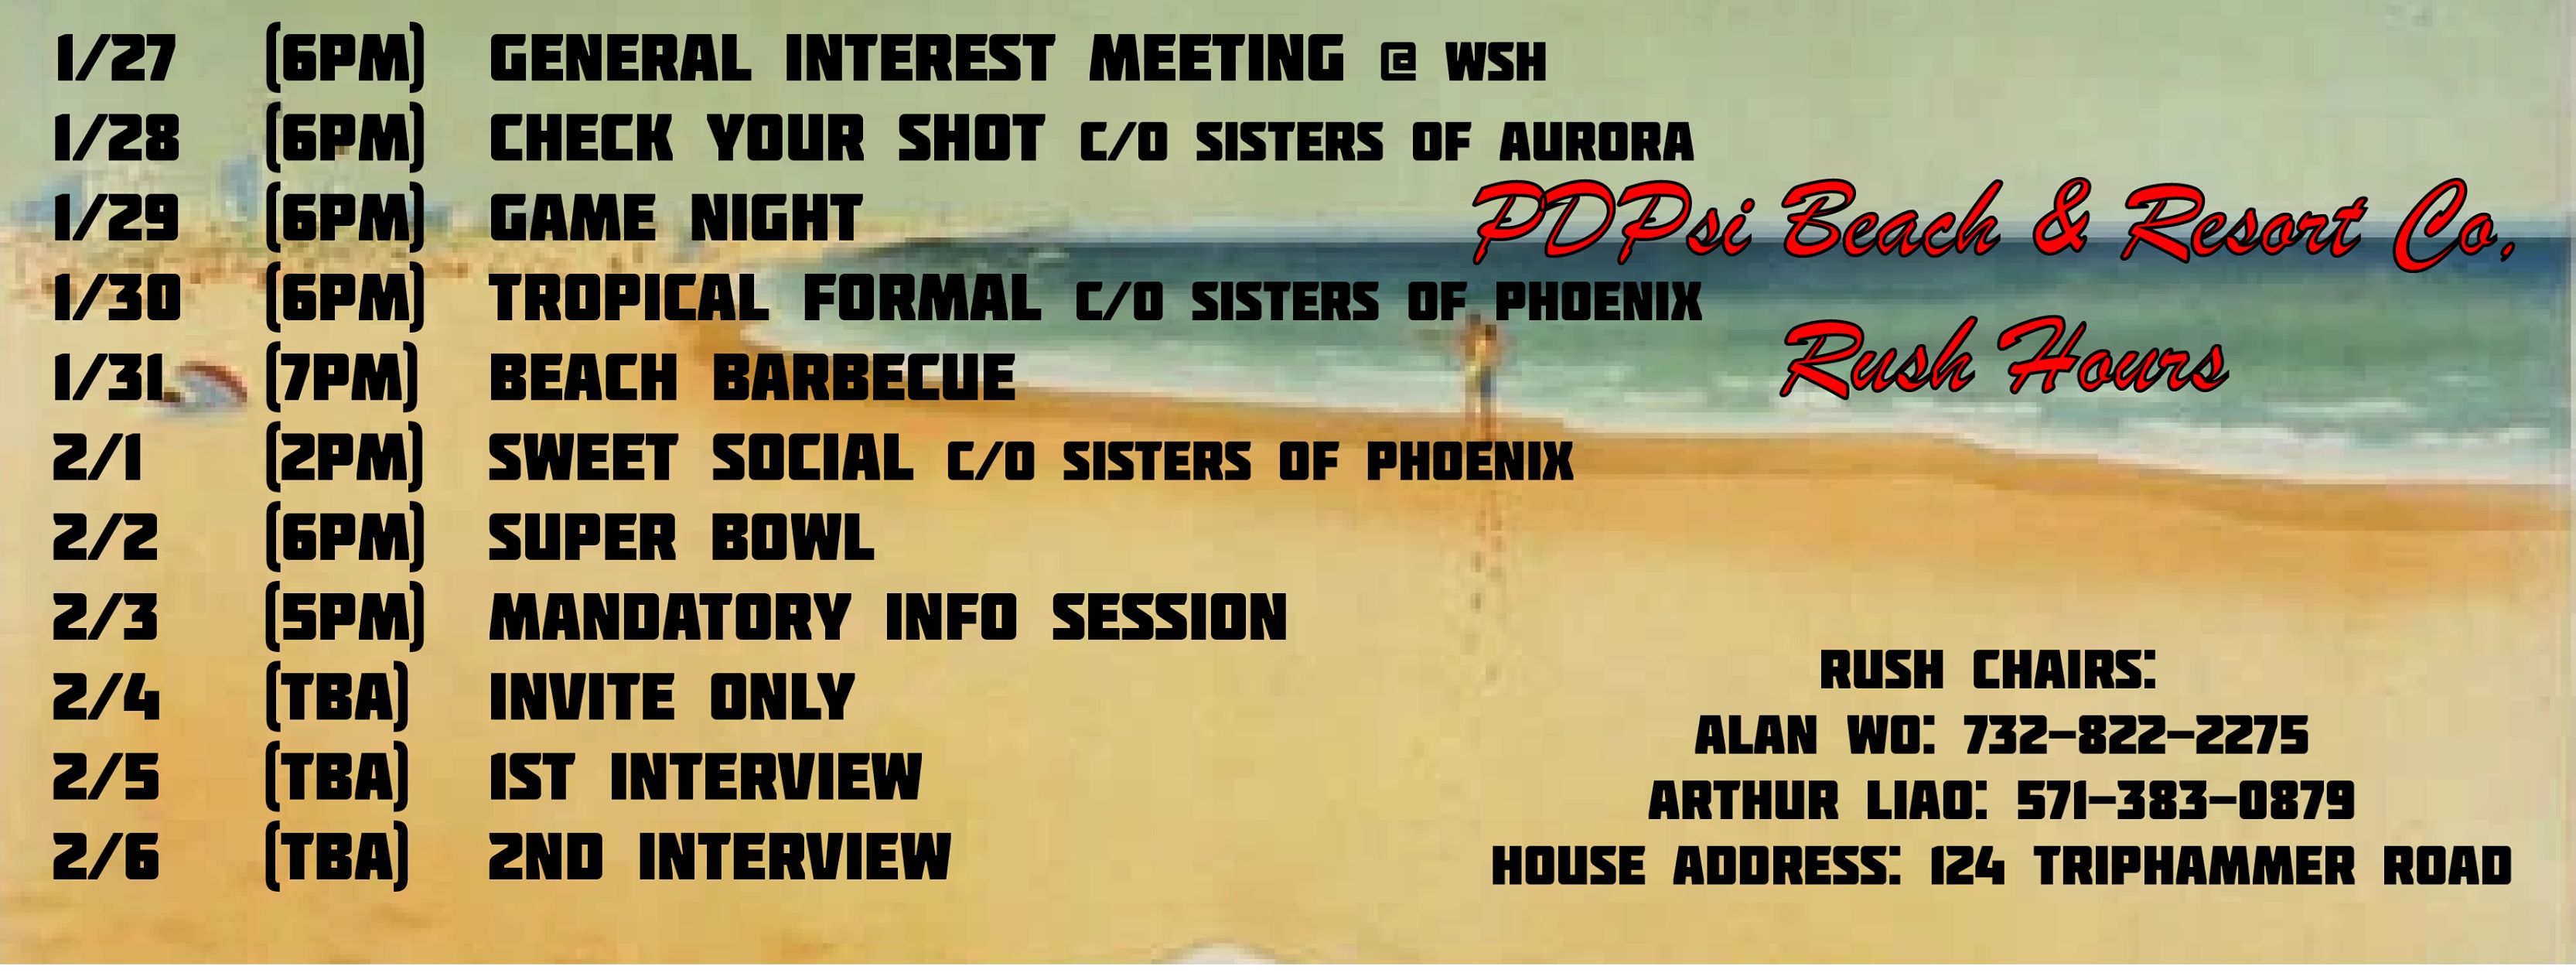 1/27 (6PM) GENERAL INTEREST MEETING @ WSH
1/28 (6PM) CHECK YOUR SHOT C/O SISTERS OF AURORA
1/29 (6PM) GAME NIGHT
1/30 (6PM) TROPICAL FORMAL C/O SISTERS OF PHOENIX
1/31 (7PM) BEACH BARBECUE
2/1 (2PM) SWEET SOCIAL C/O SISTERS OF PHOENIX
2/2 (6PM) SUPER BOWL
2/3 (5PM) MANDATORY INFO SESSION
2/4 (TBA) INVITE ONLY
2/5 (TBA) 1ST INTERVIEW
2/6 (TBA) 2ND INTERVIEW
PDPsi Beach & Resort Co,
Rush Hours
RUSH CHAIRS:
ALAN WO: 732-822-2275
ARTHUR LIAO: 571-383-0879
HOUSE ADDRESS: 124 TRIPHAMMER ROAD